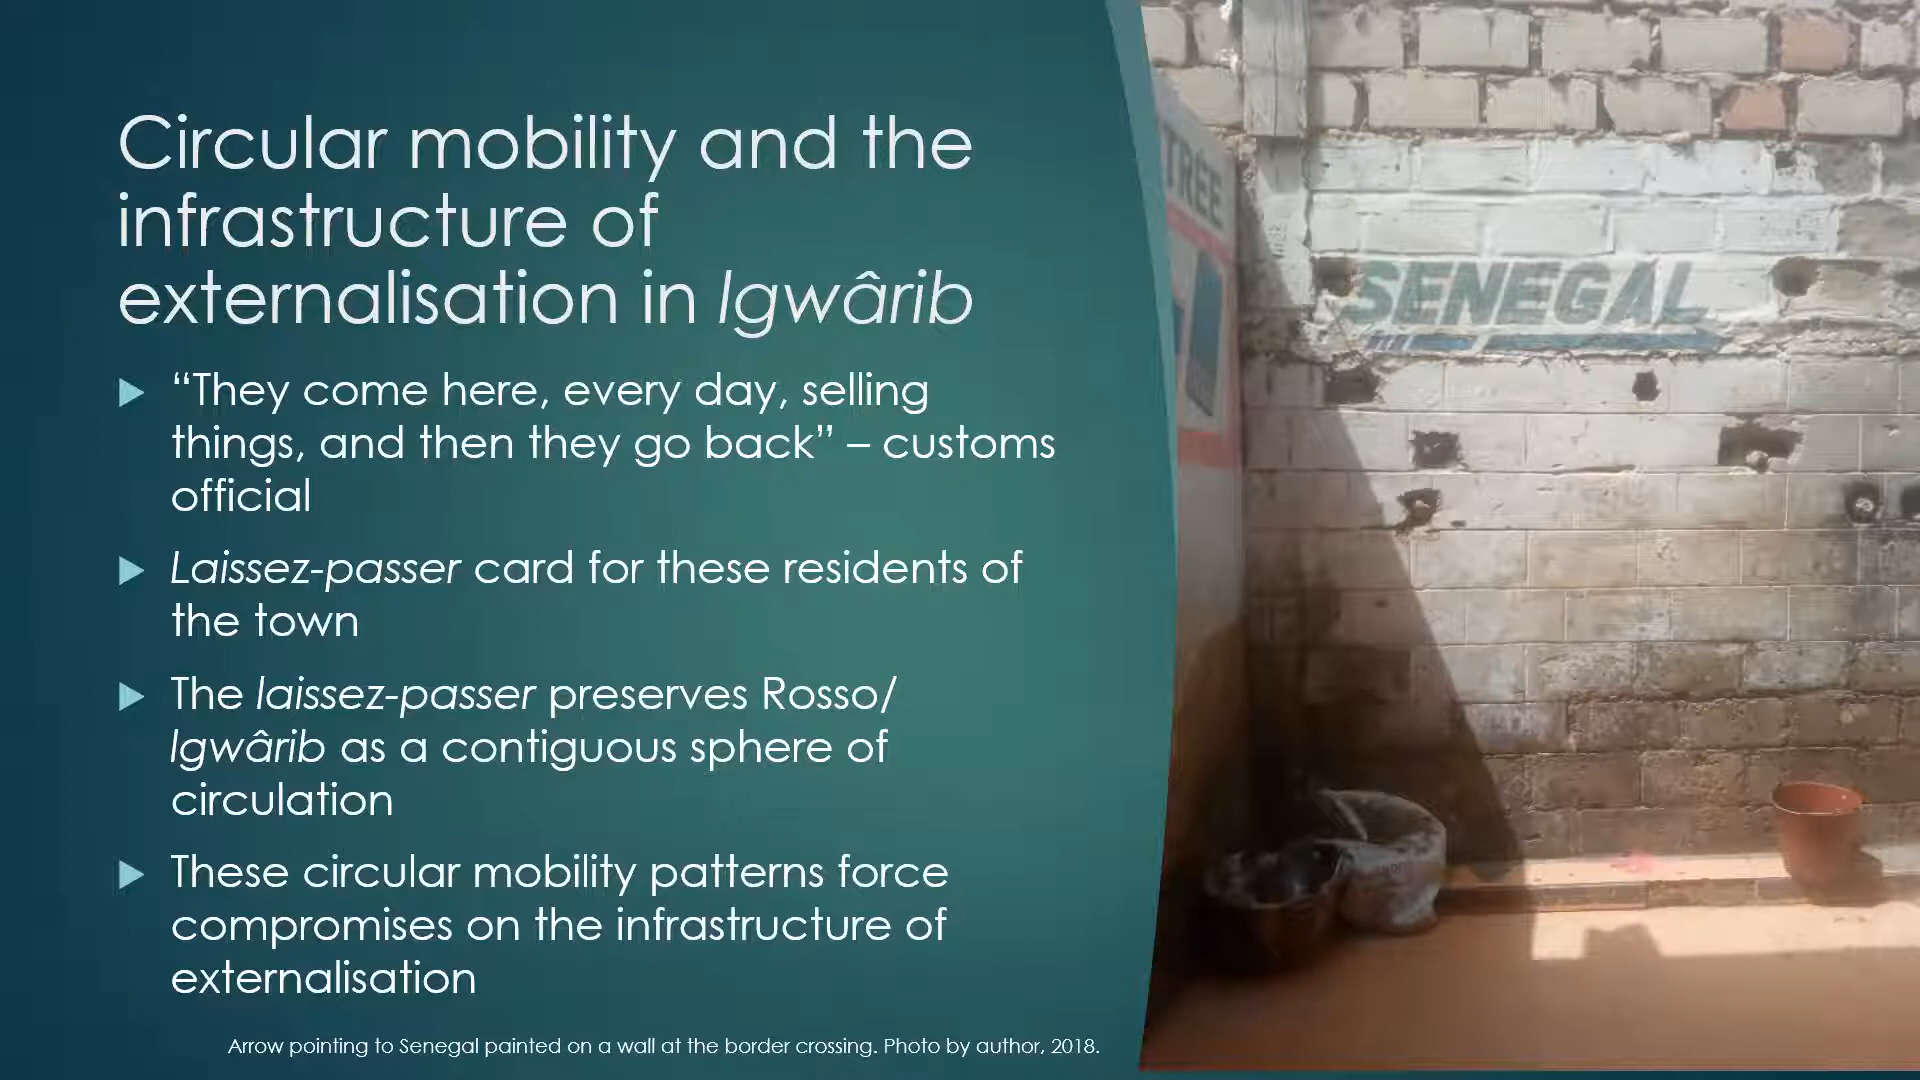 Circular mobility and the
infrastructure of
externalisation in Igwârib
“They come here, every day, selling
things, and then they go back” – customs
official
Laissez-passer card for these residents of
the town
The laissez-passer preserves Rosso/
Igwârib as a contiguous sphere of
circulation
These circular mobility patterns force
compromises on the infrastructure of
externalisation
Arrow pointing to Senegal painted on a wall at the border crossing. Photo by author, 2018.
TRÉE
SENEGAL